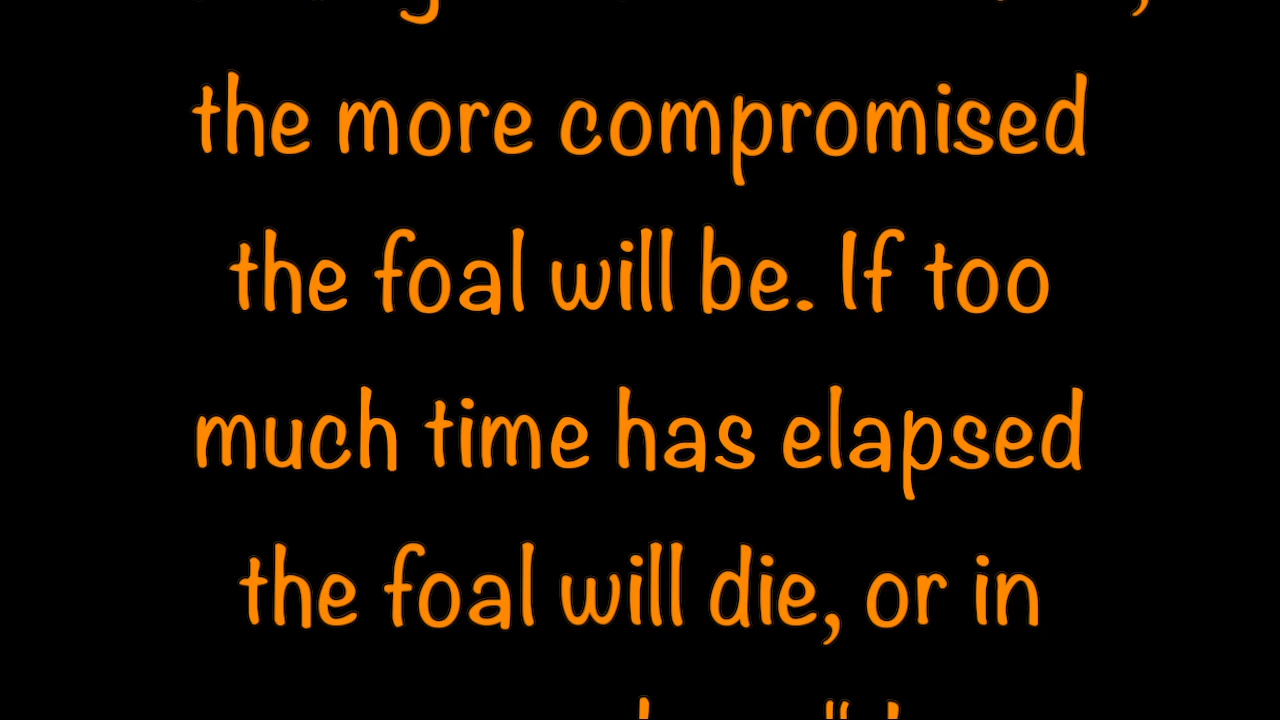 the more compromised
the foal will be. If too
much time has elapsed
the foal will die, or in